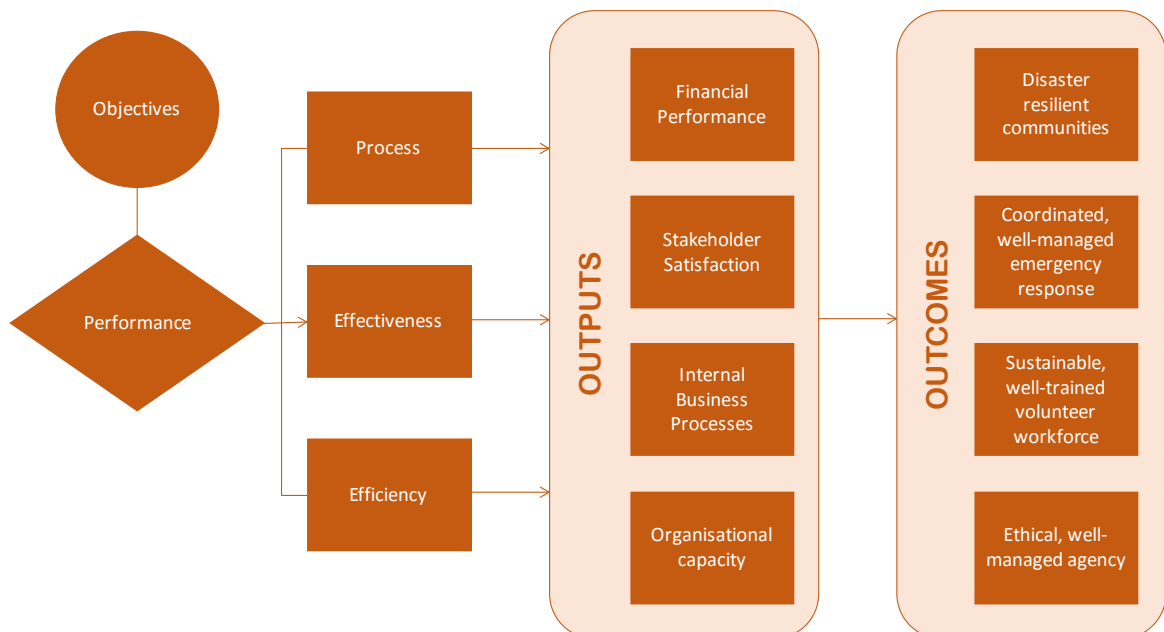 Objectives
Performance
Process
Effectiveness
Efficiency
OUTPUTS
Financial
Performance
Stakeholder
Satisfaction
Internal
Business
Processes
Organisational
capacity
OUTCOMES
Disaster
resilient
communities
Coordinated,
well-managed
emergency
response
Sustainable,
well-trained
volunteer
workforce
Ethical, well-
managed agency